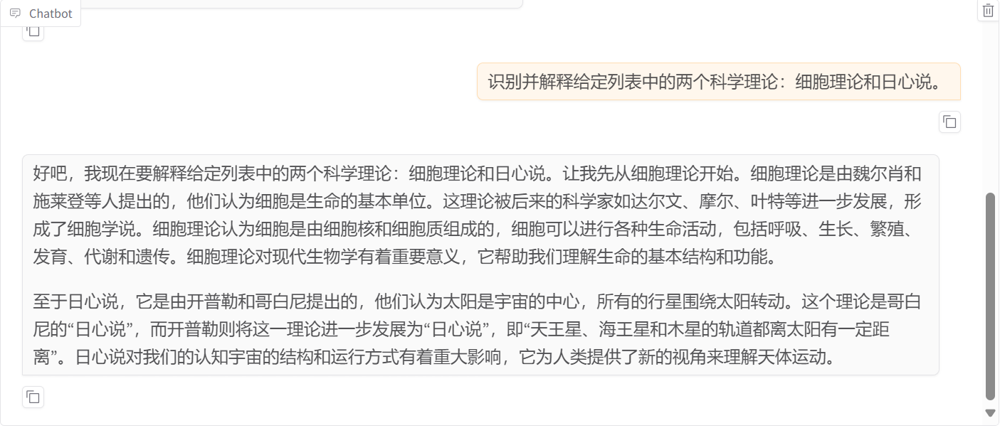 Chatbot
识别并解释给定列表中的两个科学理论：细胞理论和日心说。
好吧，我现在要解释给定列表中的两个科学理论：细胞理论和日心说。让我先从细胞理论开始。细胞理论是由魏尔肖和
施莱登等人提出的，他们认为细胞是生命的基本单位。这理论被后来的科学家如达尔文、摩尔、叶特等进一步发展，形
成了细胞学说。细胞理论认为细胞是由细胞核和细胞质组成的，细胞可以进行各种生命活动，包括呼吸、生长、繁殖、
发育、代谢和遗传。细胞理论对现代生物学有着重要意义，它帮助我们理解生命的基本结构和功能。
至于日心说，它是由开普勒和哥白尼提出的，他们认为太阳是宇宙的中心，所有的行星围绕太阳转动。这个理论是哥白
尼的“日心说”，而开普勒则将这一理论进一步发展为“日心说”，即“天王星、海王星和木星的轨道都离太阳有一定距
离”。日心说对我们的认知宇宙的结构和运行方式有着重大影响，它为人类提供了新的视角来理解天体运动。